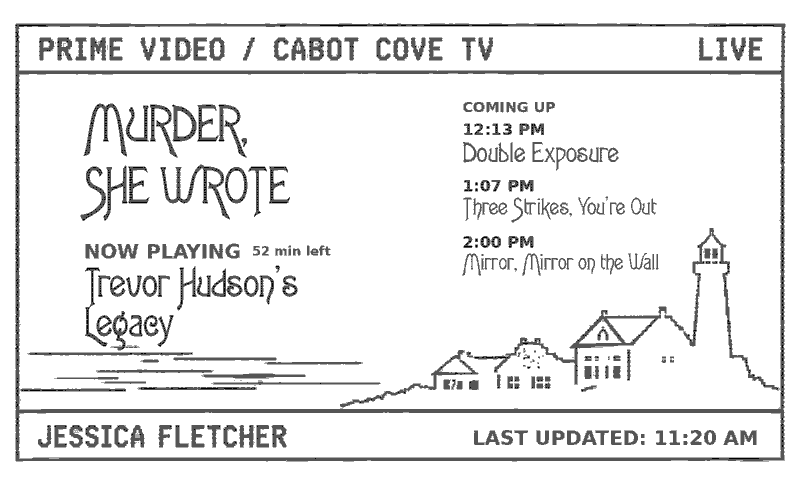 PRIME VIDEO / CABOT COVE TV
LIVE
MURDER,
SHE WROTE
NOW PLAYING 52 min left
Trevor Hudson's
Legacy
COMING UP
12:13 PM
Double Exposure
1:07 PM
Three Strikes, You're Out
2:00 PM
Mirror, Mirror on the Wall
JESSICA FLETCHER
LAST UPDATED: 11:20 AM